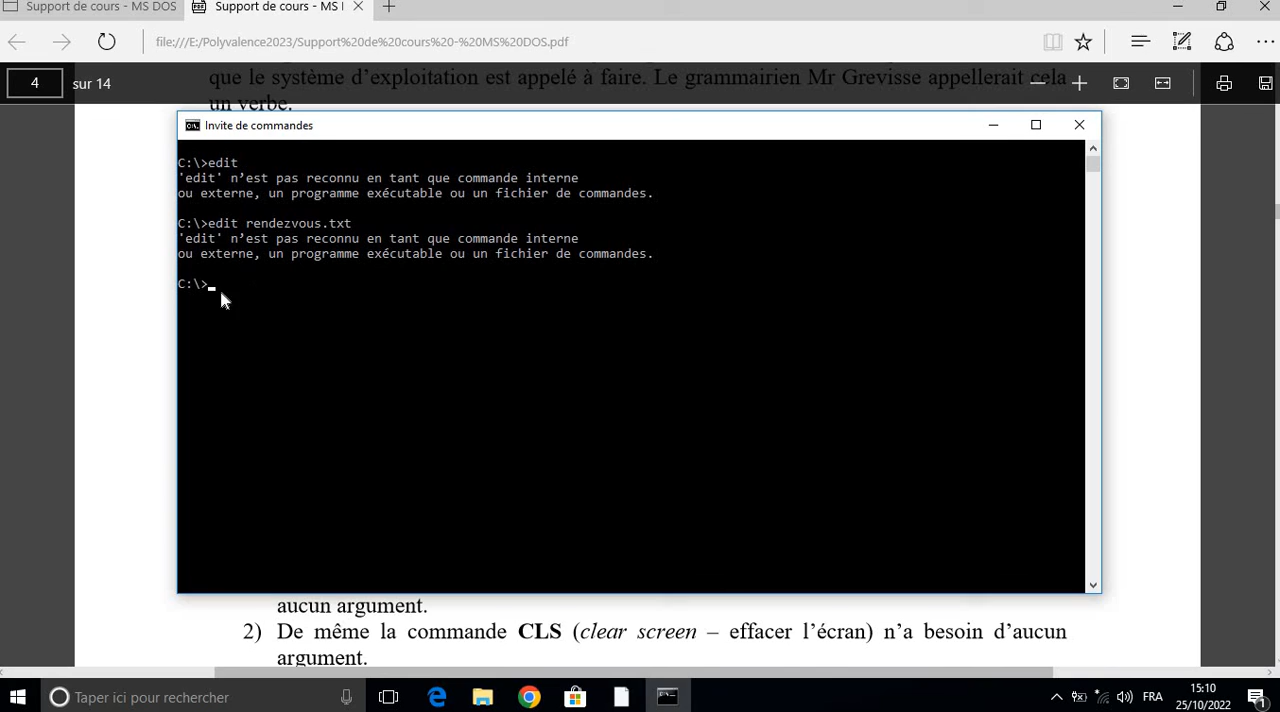 Support de cours - MS DOS
Support de cours - MS I
file:///E:/Polyvalence2023/Support%20de%20cours%20-%20MS%20DOS.pdf
4 sur 14
que le système d'exploitation est appelé à faire. Le grammairien Mr Grevisse appellerait cela
un verbe.
Invite de commandes
C:\>edit
'edit' n'est pas reconnu en tant que commande interne
ou externe, un programme exécutable ou un fichier de commandes.
C:\>edit rendezvous.txt
'edit' n'est pas reconnu en tant que commande interne
ou externe, un programme exécutable ou un fichier de commandes.
C:\>
aucun argument.
2) De même la commande CLS (clear screen – effacer l'écran) n'a besoin d'aucun
argument.
Taper ici pour rechercher
FRA
15:10
25/10/2022